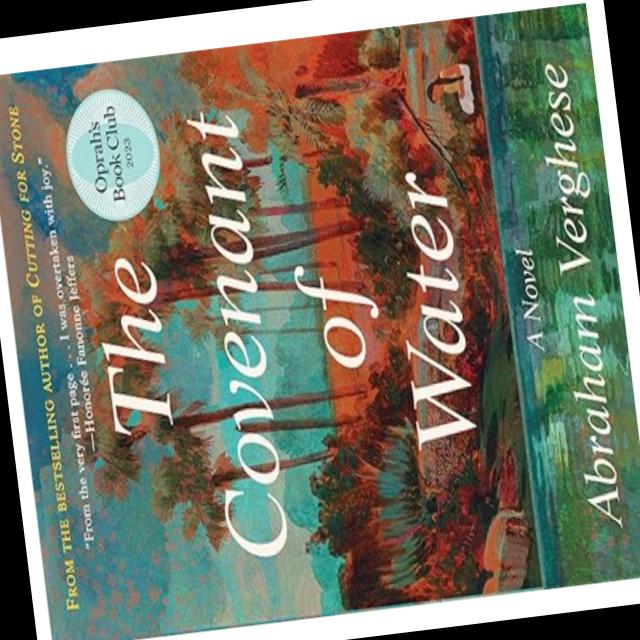 FROM THE BESTSELLING AUTHOR OF CUTTING FOR STONE
"From the very first page . . . I was overtaken with joy."
—Honorée Fanonne Jeffers
Oprah's
Book Club
2023
The
Covenant
of
Water
A Novel
Abraham Verghese